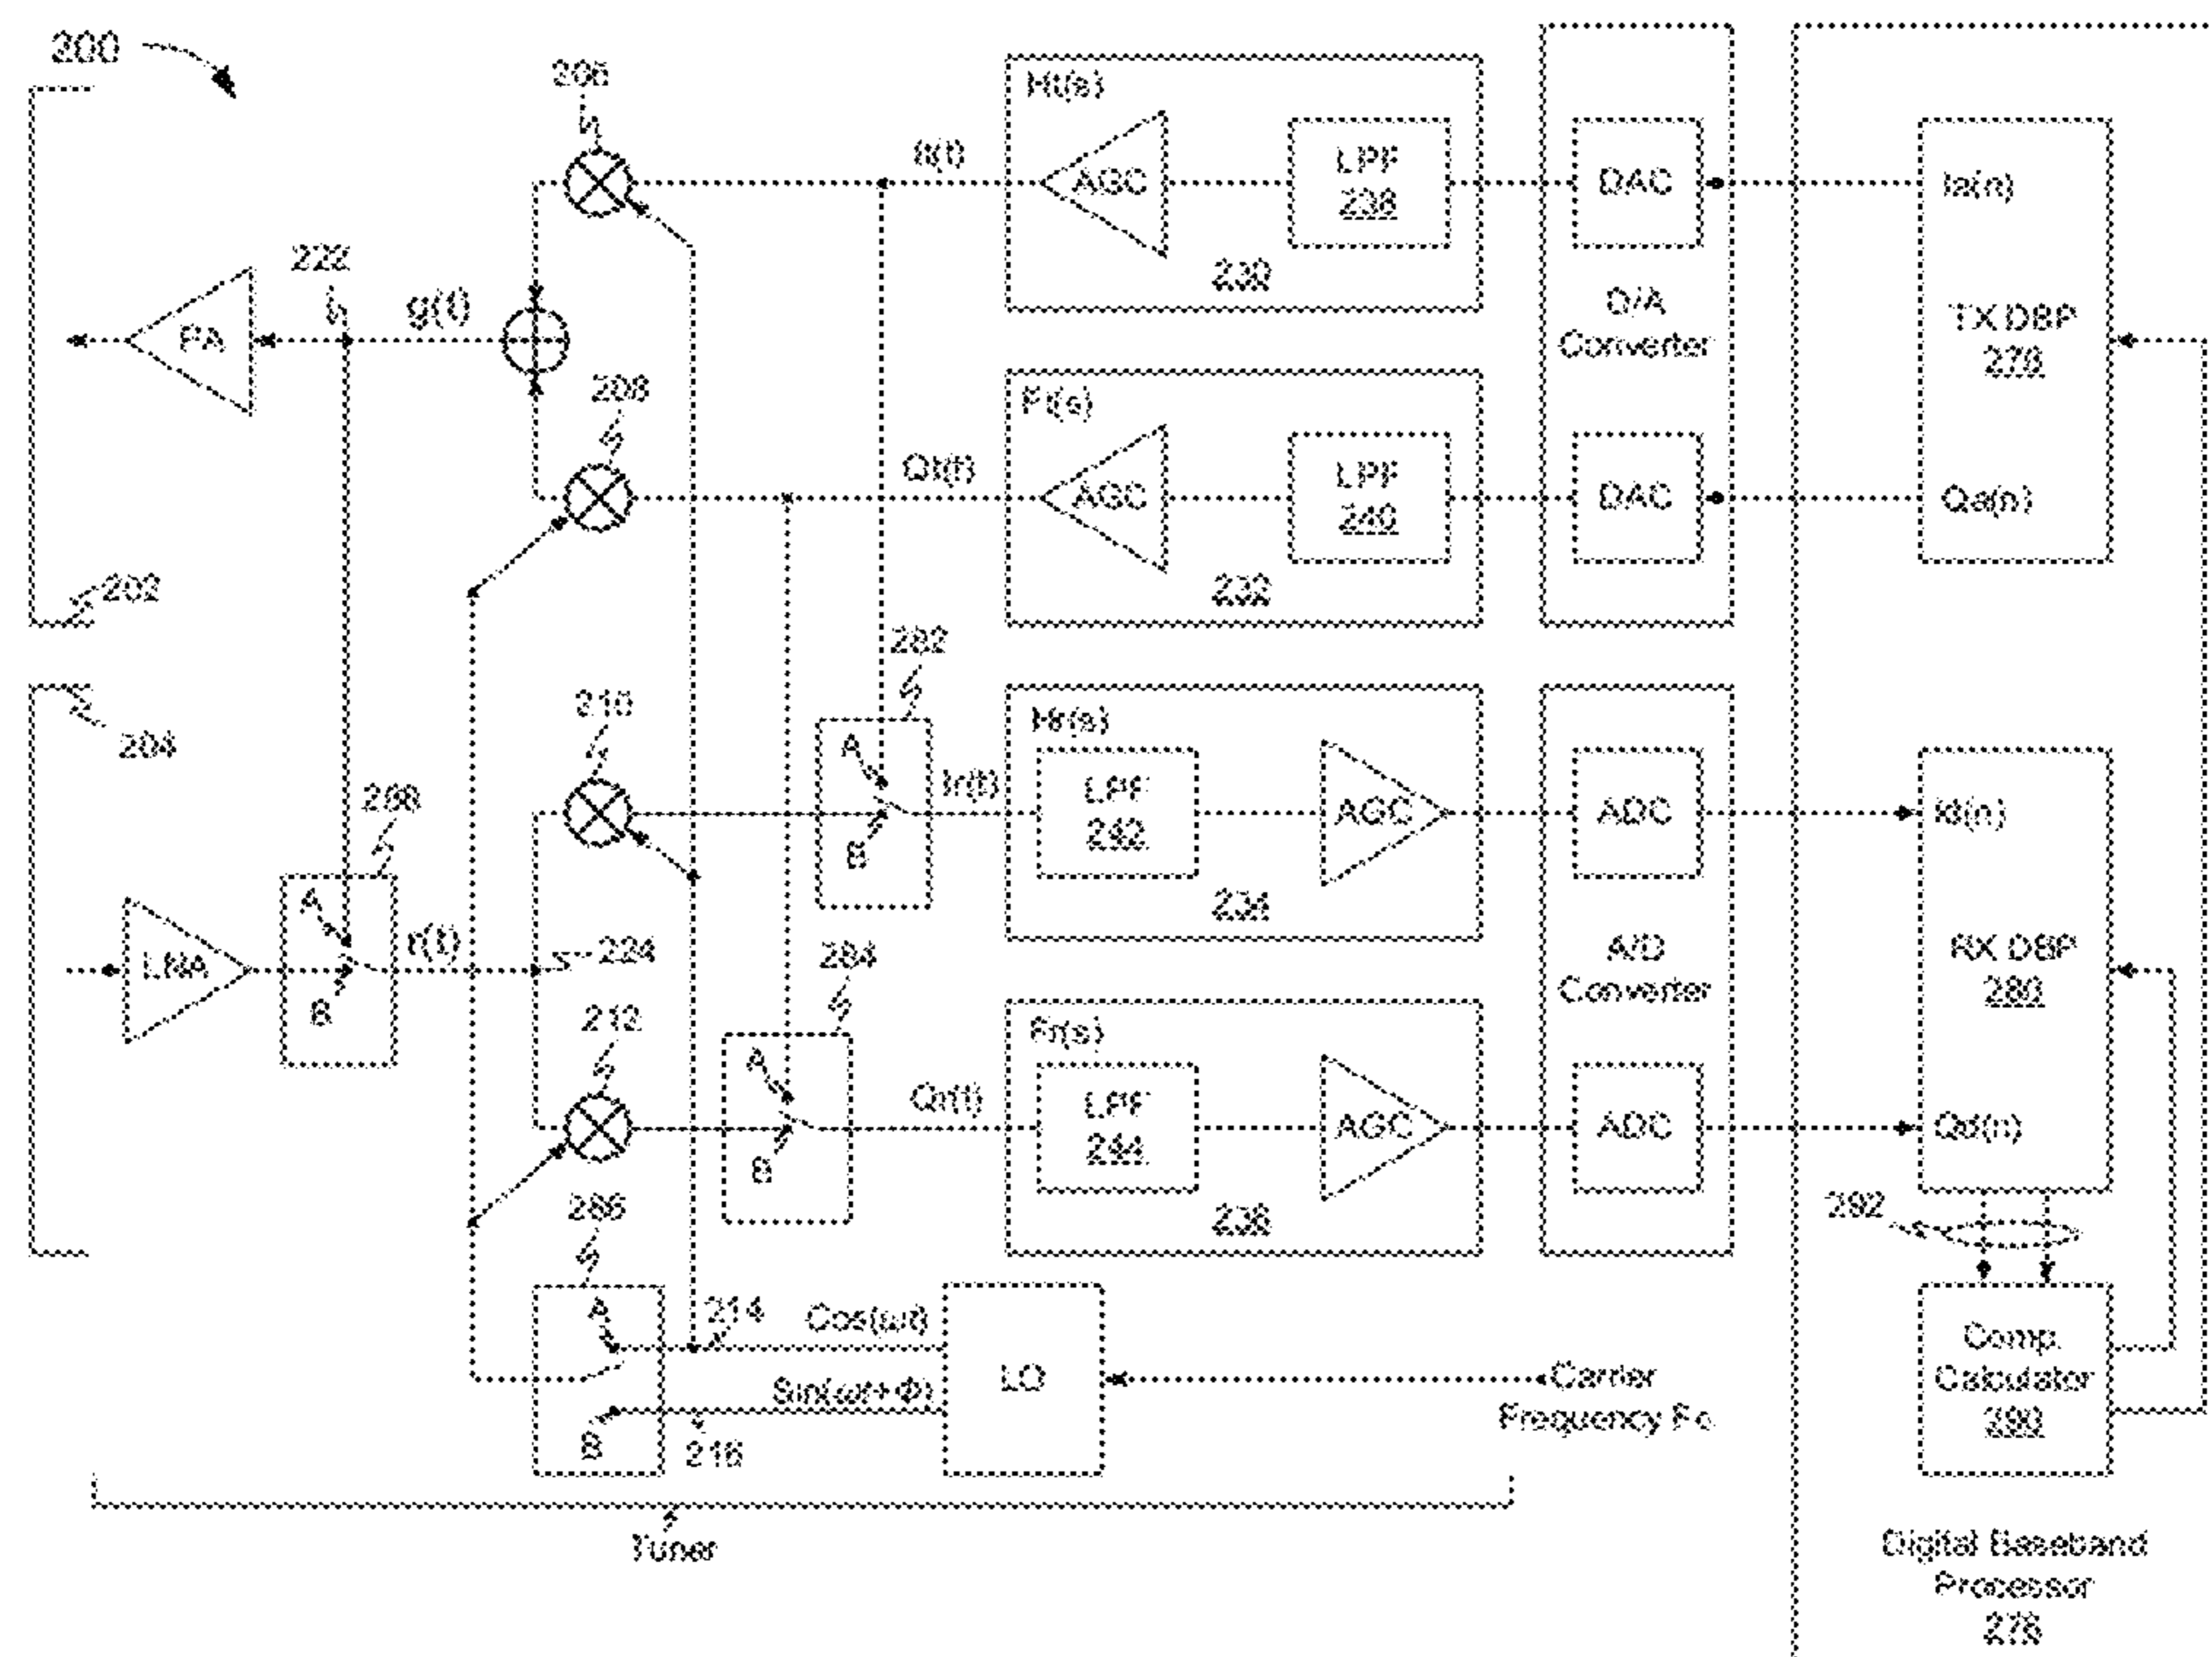 200
206
Ht(s)
AGC
LPF
238
230
It(t)
DAC
Ia(n)
D/A
Converter
TX DBP
278
222
PA
g(t)
208
Ft(s)
Qt(t)
AGC
LPF
240
232
DAC
Qa(n)
202
204
282
210
A
B
Hr(s)
Ir(t)
LPF
242
AGC
234
ADC
Id(n)
288
LNA
A
B
r(t)
224
284
A/D
Converter
RX DBP
280
212
A
B
Fr(s)
Qr(t)
LPF
244
AGC
ADC
Qd(n)
292
286
A
B
214
Cos(ωt)
Sin(ωt+Φ)
216
LO
Carrier
Frequency Fc
Comp.
Calculator
290
Tuner
Digital Baseband
Processor